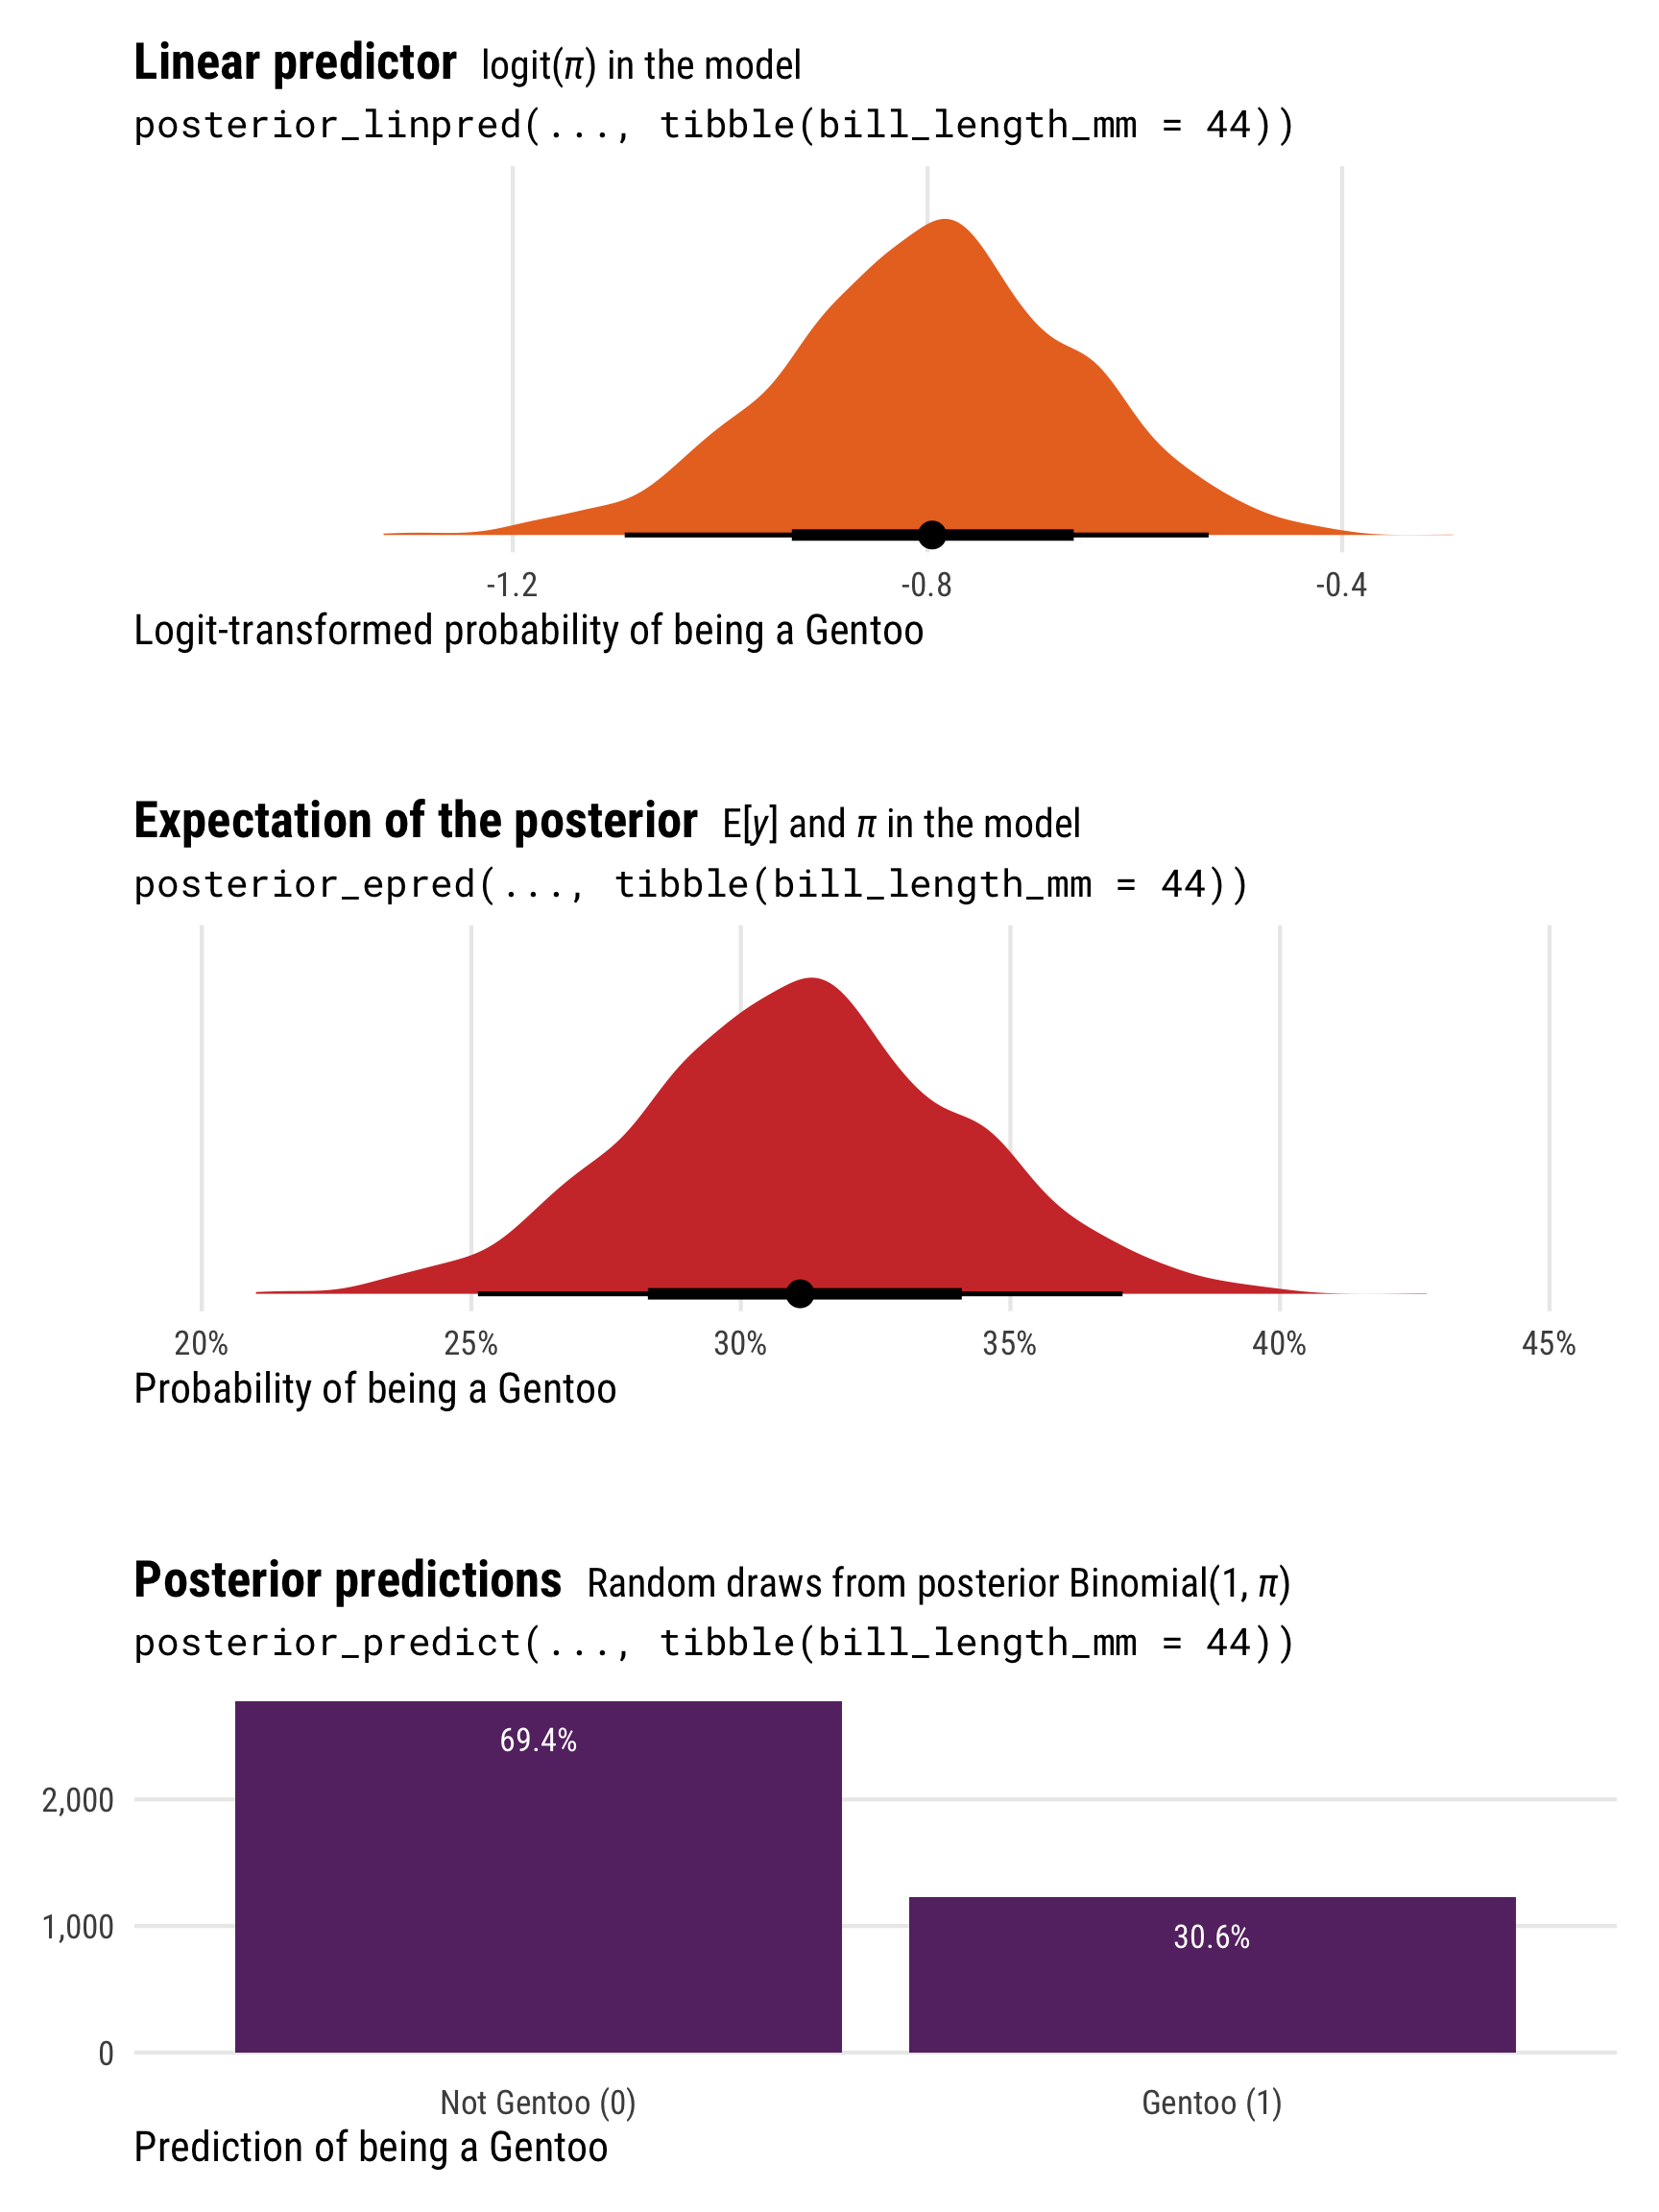 Linear predictor logit(π) in the model
posterior_linpred(..., tibble(bill_length_mm = 44))
-1.2 -0.8 -0.4
Logit-transformed probability of being a Gentoo
Expectation of the posterior E[y] and π in the model
posterior_epred(..., tibble(bill_length_mm = 44))
20% 25% 30% 35% 40% 45%
Probability of being a Gentoo
Posterior predictions Random draws from posterior Binomial(1, π)
posterior_predict(..., tibble(bill_length_mm = 44))
69.4%
2,000
1,000
30.6%
0
Not Gentoo (0) Gentoo (1)
Prediction of being a Gentoo